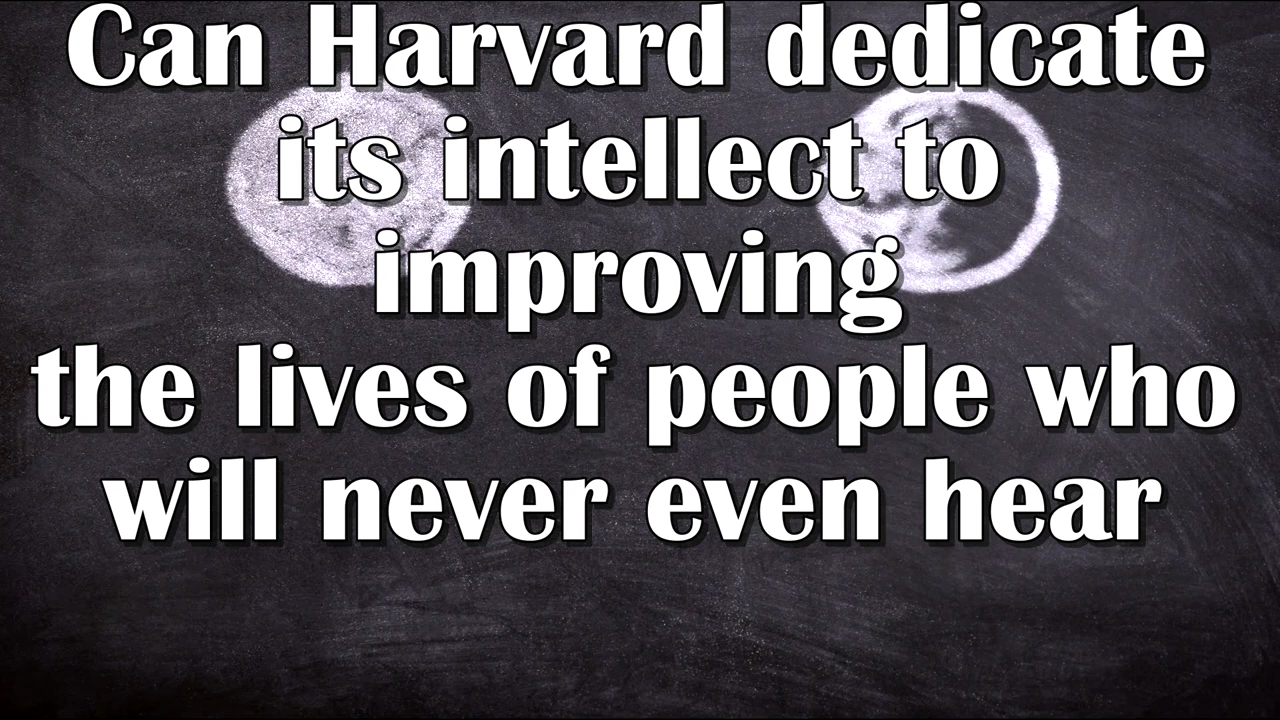 Can Harvard dedicate
its intellect to
improving
the lives of people who
will never even hear